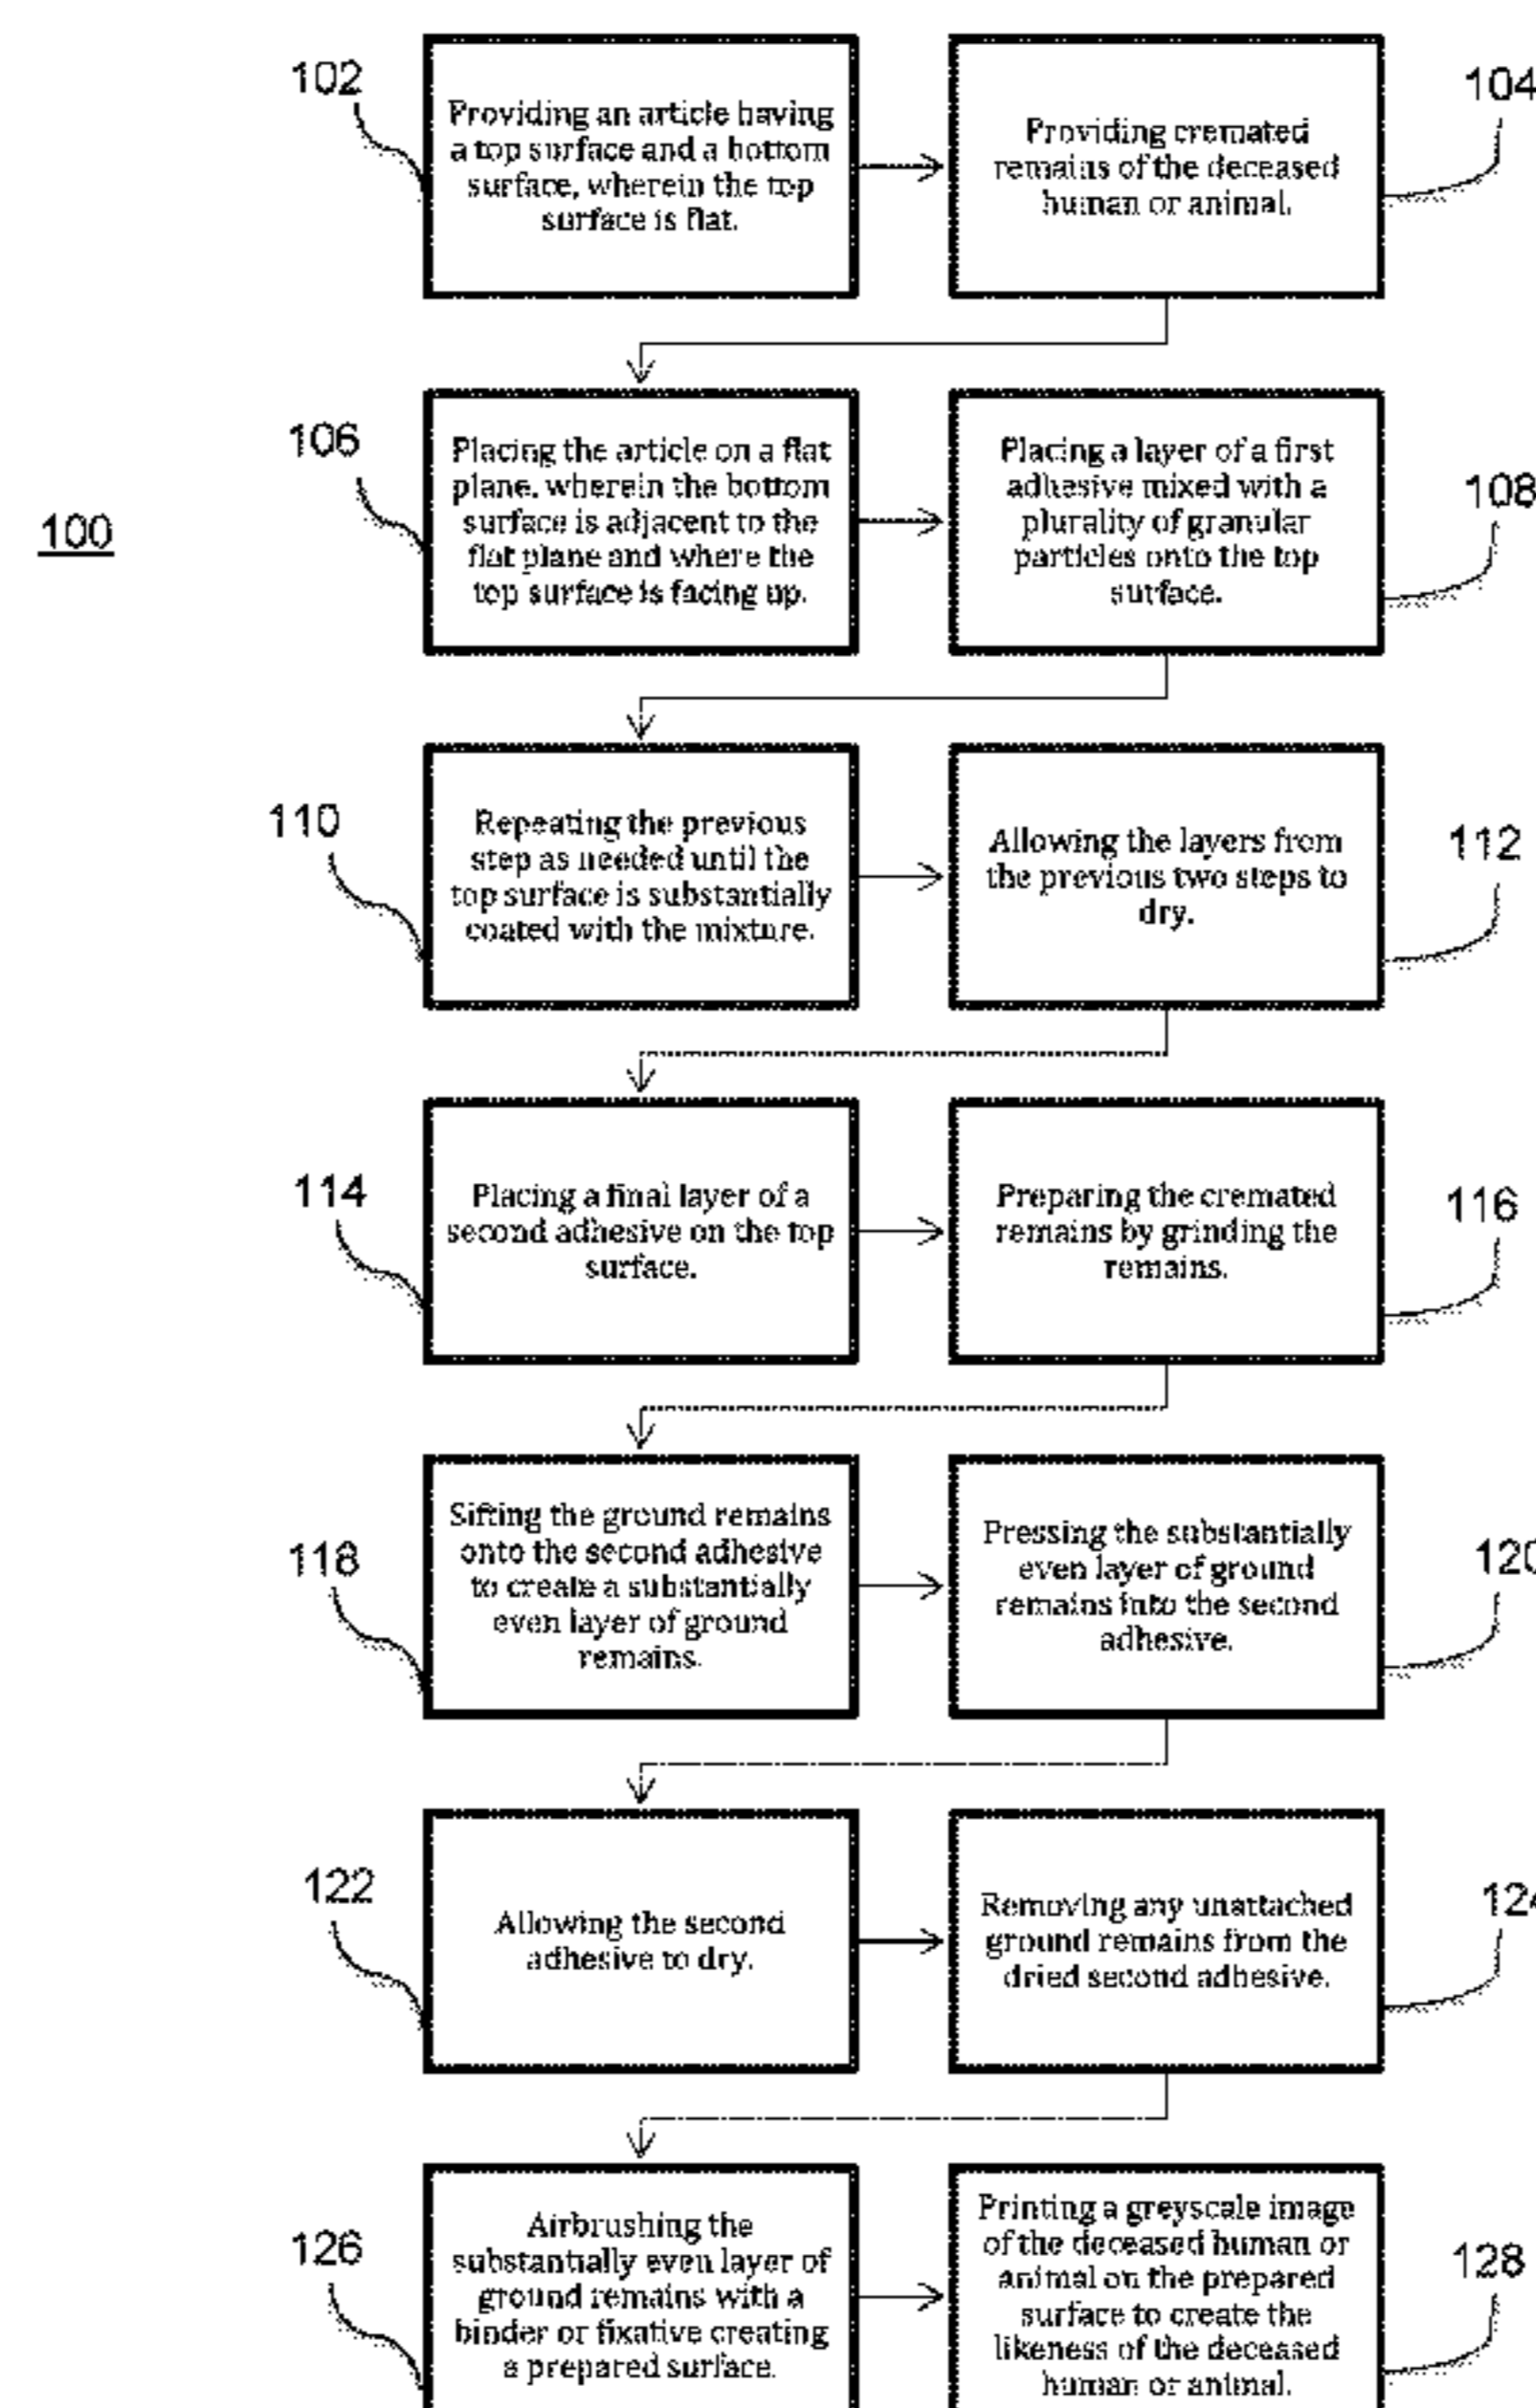 102
Providing an article having
a top surface and a bottom
surface, wherein the top
surface is flat.
104
Providing cremated
remains of the deceased
human or animal.
100
106
Placing the article on a flat
plane, wherein the bottom
surface is adjacent to the
flat plane and where the
top surface is facing up.
108
Placing a layer of a first
adhesive mixed with a
plurality of granular
particles onto the top
surface.
110
Repeating the previous
step as needed until the
top surface is substantially
coated with the mixture.
112
Allowing the layers from
the previous two steps to
dry.
114
Placing a final layer of a
second adhesive on the top
surface.
116
Preparing the cremated
remains by grinding the
remains.
118
Sifting the ground remains
onto the second adhesive
to create a substantially
even layer of ground
remains.
120
Pressing the substantially
even layer of ground
remains into the second
adhesive.
122
Allowing the second
adhesive to dry.
124
Removing any unattached
ground remains from the
dried second adhesive.
126
Airbrushing the
substantially even layer of
ground remains with a
binder or fixative creating
a prepared surface.
128
Printing a greyscale image
of the deceased human or
animal on the prepared
surface to create the
likeness of the deceased
human or animal.